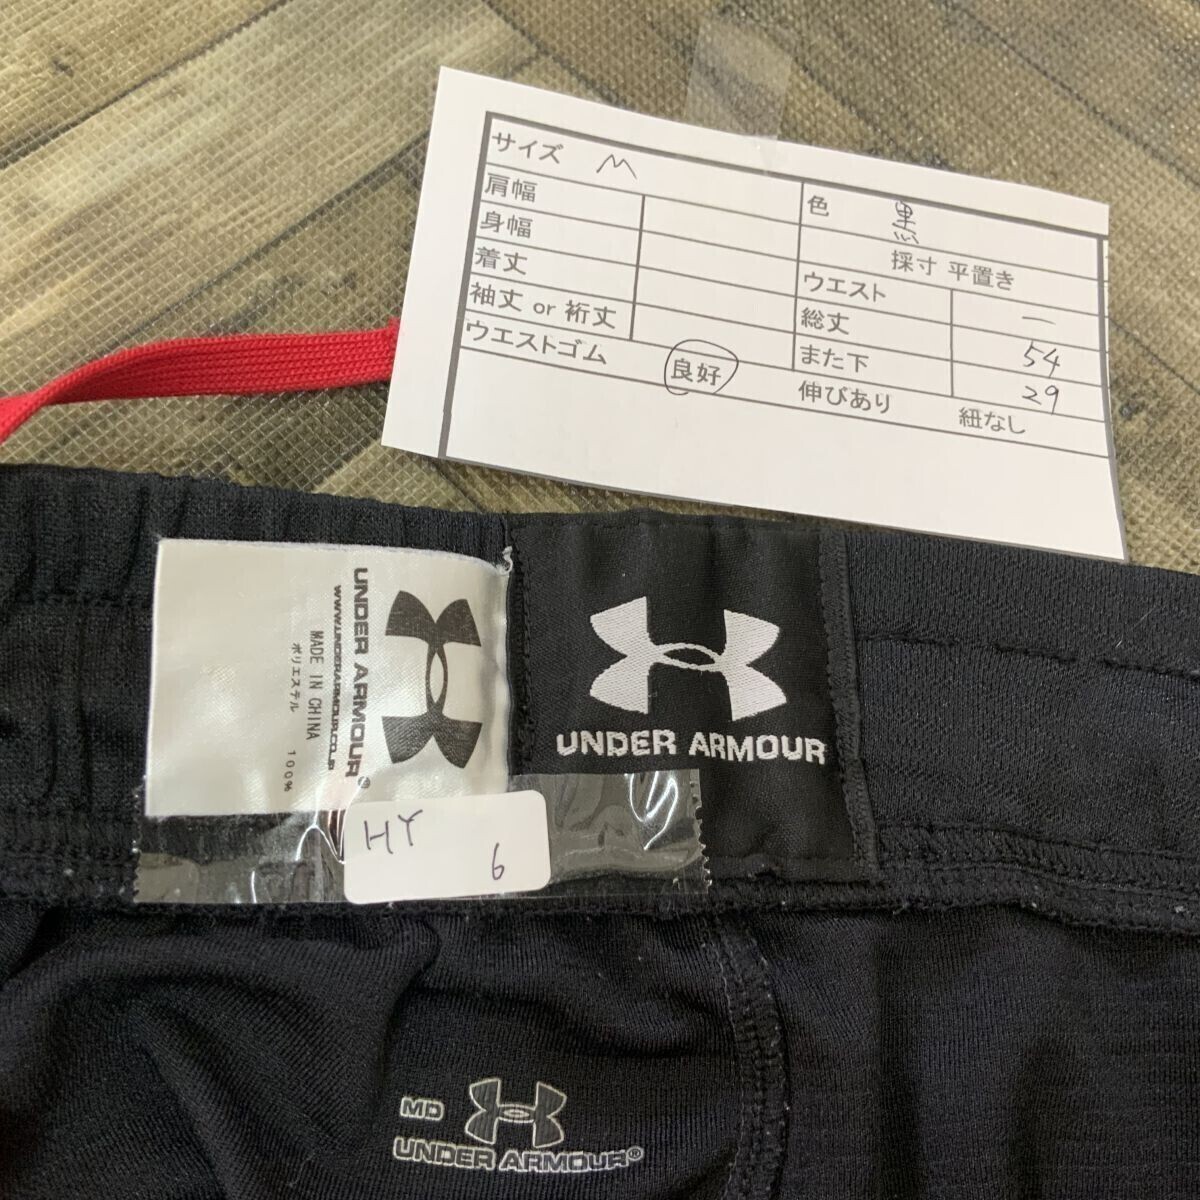 サイズ M
肩幅
身幅
着丈
袖丈 or 裄丈
ウエストゴム 良好 伸びあり 紐なし
色 黒
採寸 平置き
ウエスト ー
総丈 54
また下 29
UNDER ARMOUR®
WWW.UNDERARMOUR.CO.JP
MADE IN CHINA
ポリエステル 100%
UNDER ARMOUR
HY 6
MD
UNDER ARMOUR®